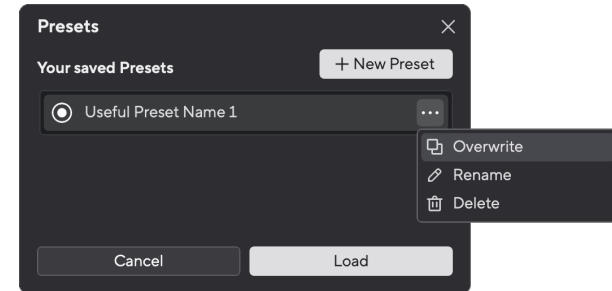 Presets
Your saved Presets
+ New Preset
Useful Preset Name 1
Overwrite
Rename
Delete
Cancel
Load